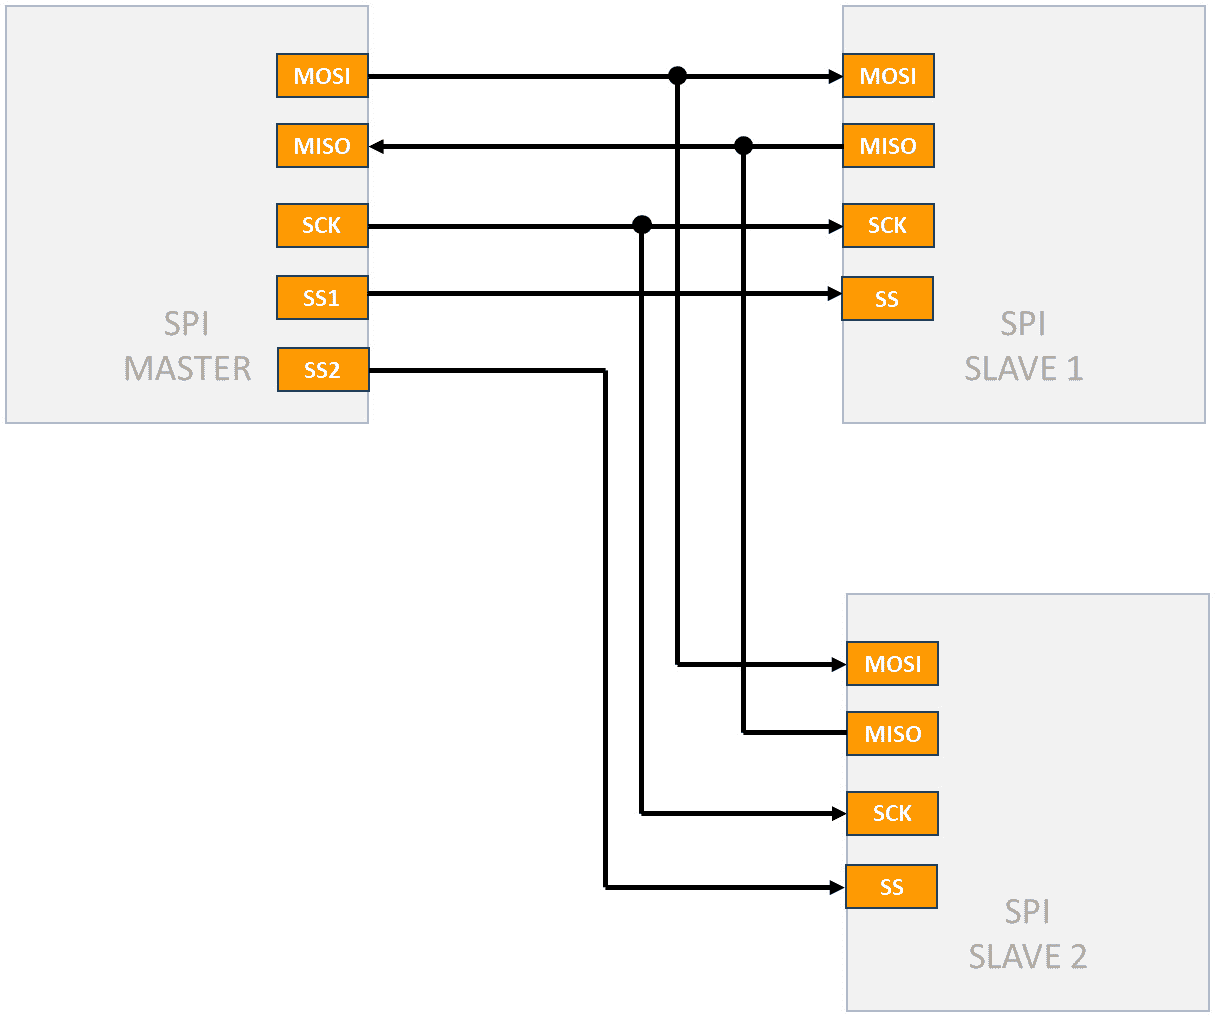 MOSI
MISO
SCK
SS1
SS2
SPI
MASTER
MOSI
MISO
SCK
SS
SPI
SLAVE 1
MOSI
MISO
SCK
SS
SPI
SLAVE 2